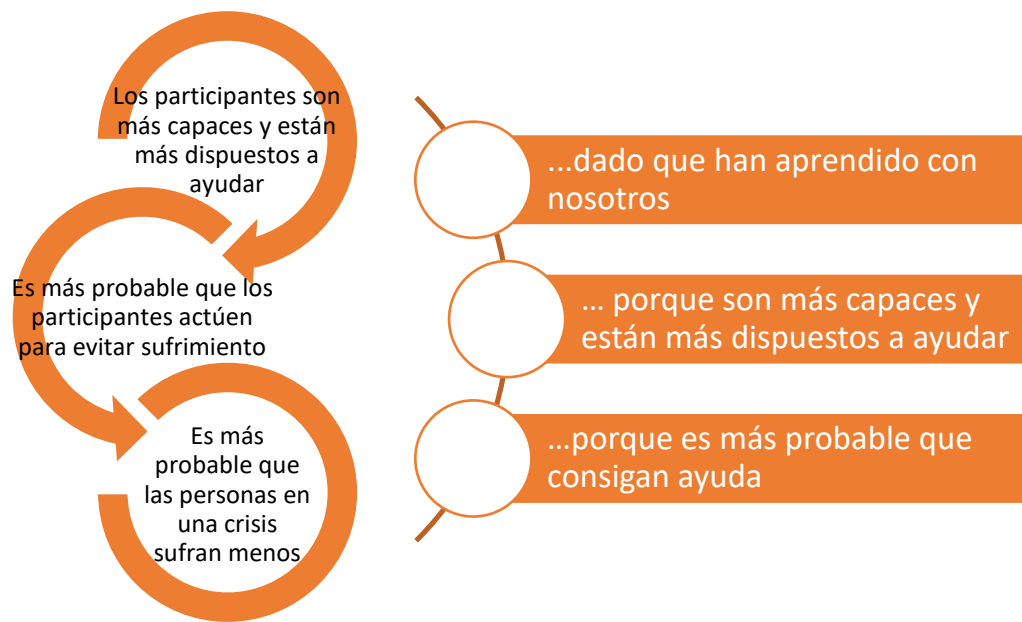 Los participantes son
más capaces y están
más dispuestos a
ayudar
...dado que han aprendido con
nosotros
Es más probable que los
participantes actúen
para evitar sufrimiento
... porque son más capaces y
están más dispuestos a ayudar
Es más
probable que
las personas en
una crisis
sufran menos
...porque es más probable que
consigan ayuda